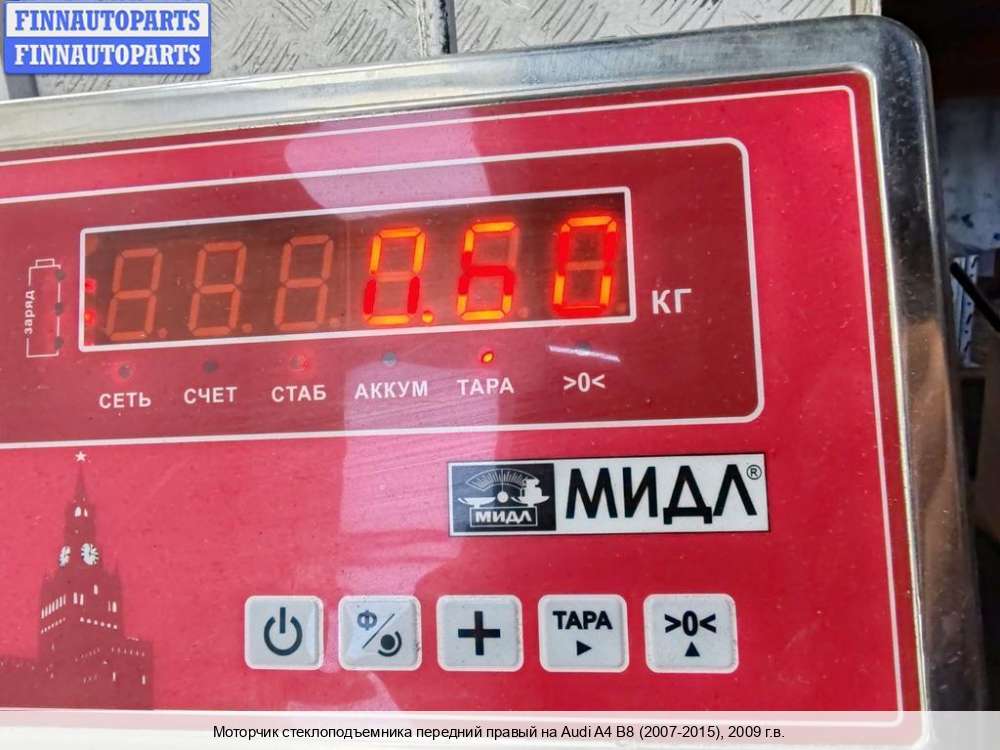 FINNAUTOPARTS
FINNAUTOPARTS
заряд
0.60 КГ
СЕТЬ СЧЕТ СТАБ АККУМ ТАРА >0<
МИДЛ МИДЛ®
Ф + ТАРА >0<
Моторчик стеклоподъемника передний правый на Audi A4 B8 (2007-2015), 2009 г.в.